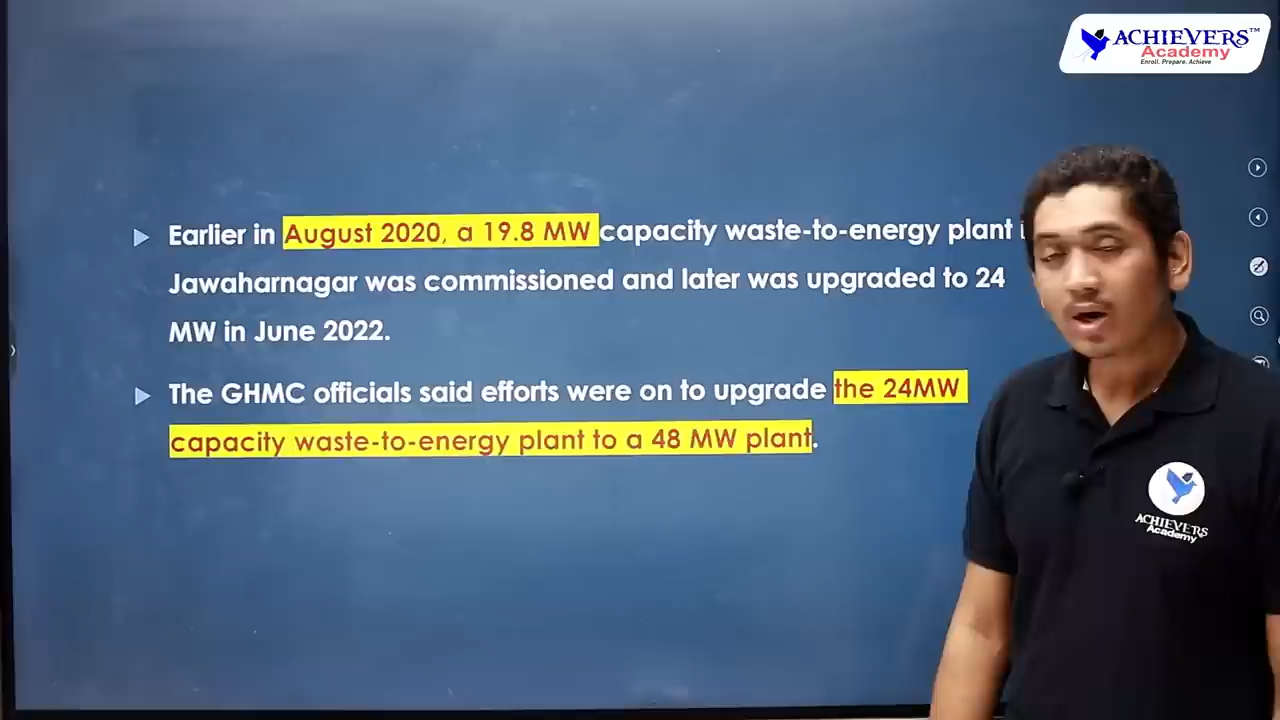 ACHIEVERS™
Academy
Enroll. Prepare. Achieve
Earlier in August 2020, a 19.8 MW capacity waste-to-energy plant
Jawaharnagar was commissioned and later was upgraded to 24
MW in June 2022.
The GHMC officials said efforts were on to upgrade the 24MW
capacity waste-to-energy plant to a 48 MW plant.
ACHIEVERS
Academy